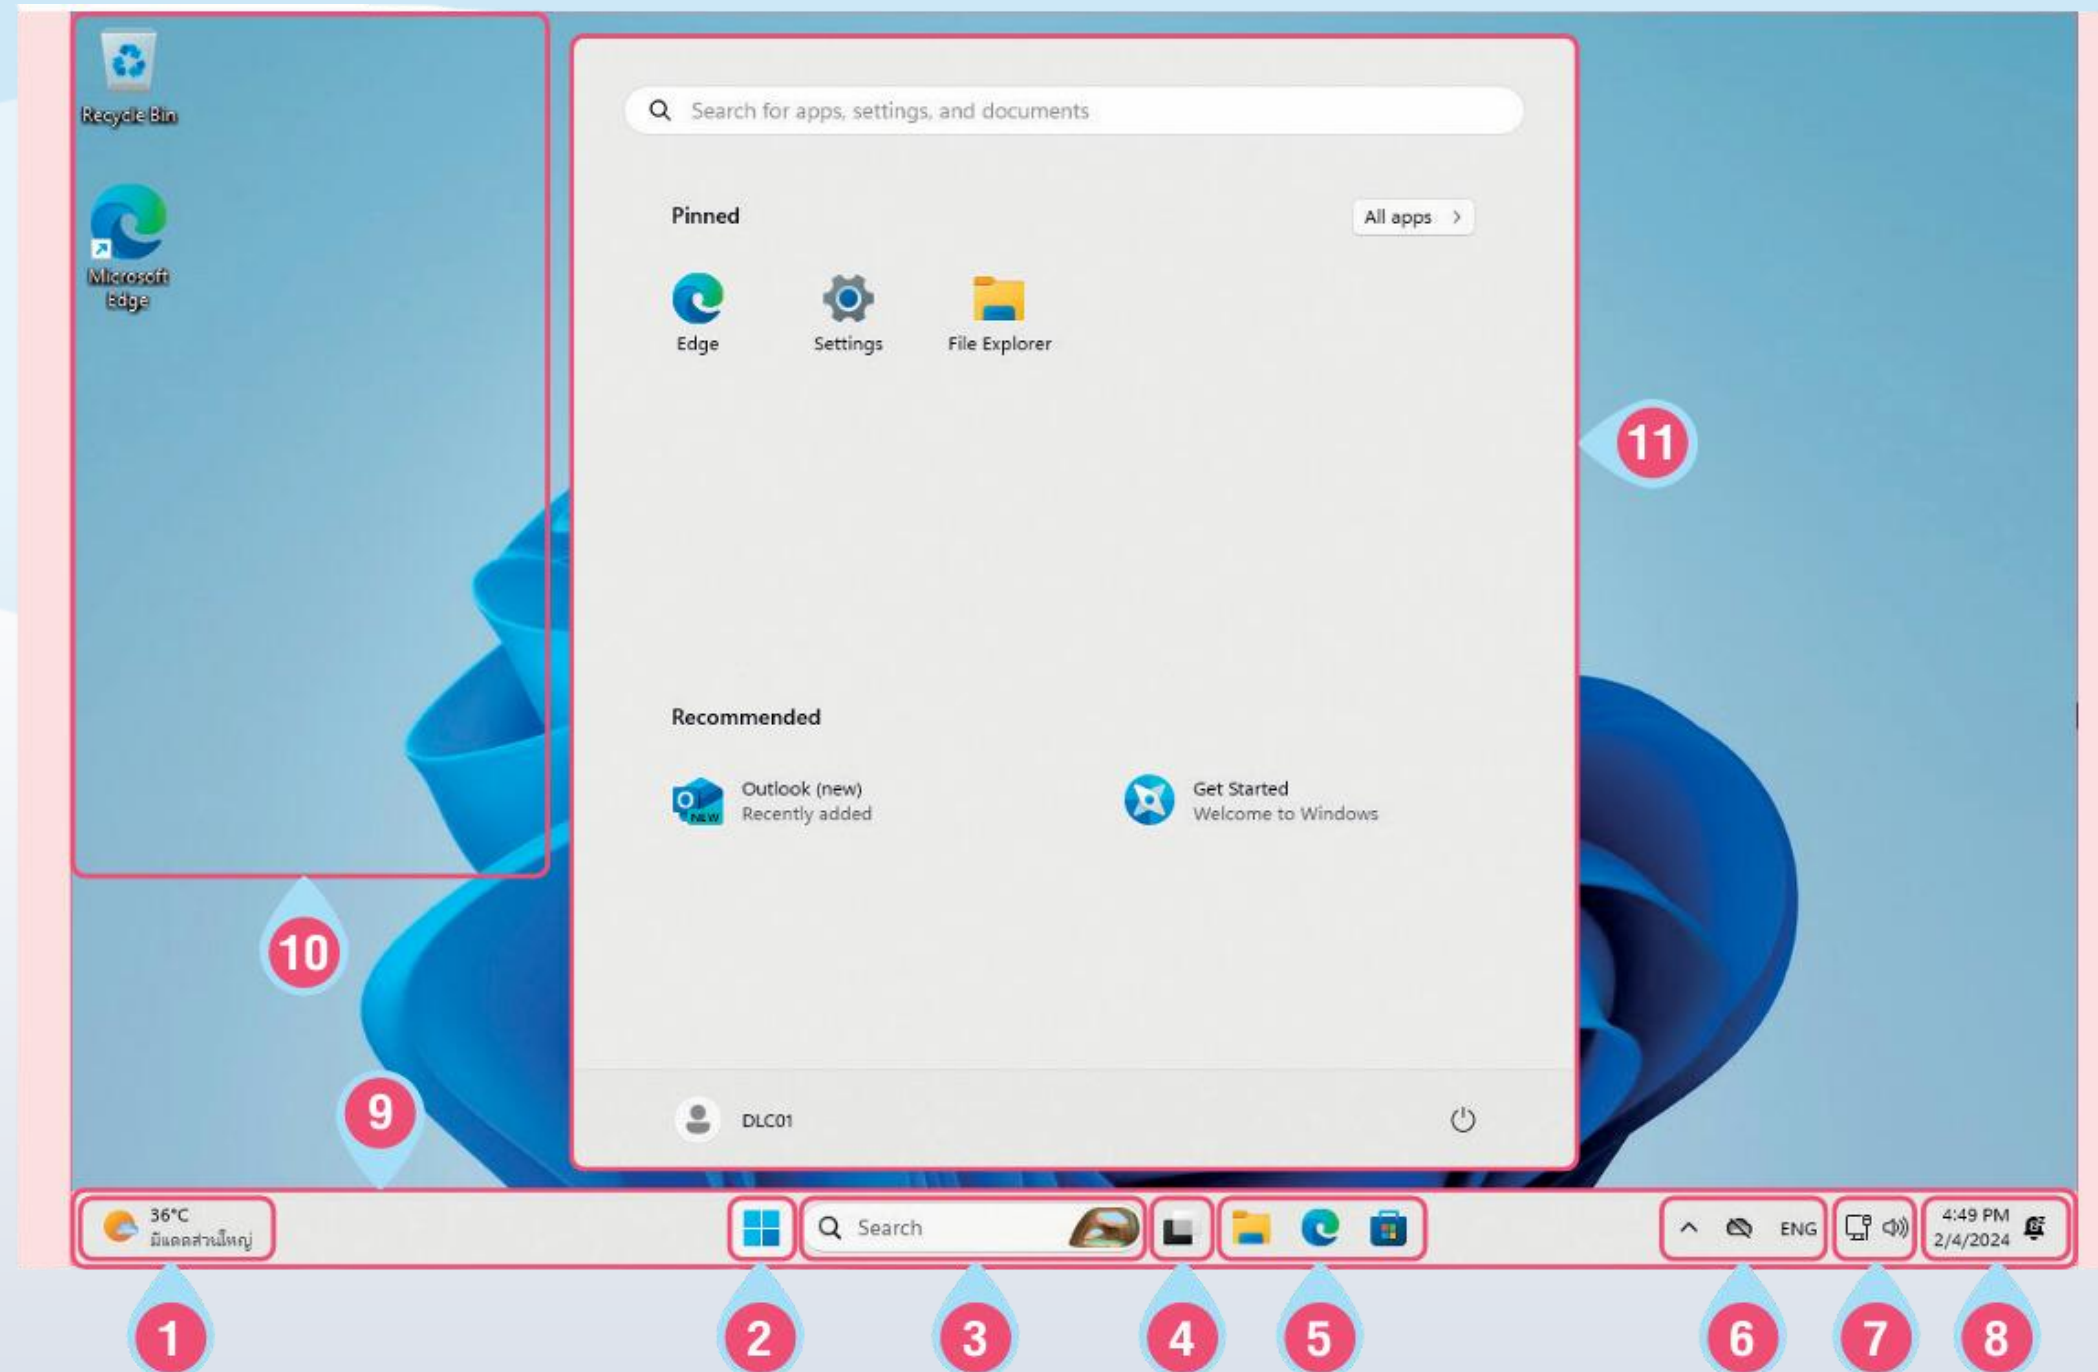 Recycle Bin
Microsoft
Edge
Search for apps, settings, and documents
Pinned
All apps
Edge
Settings
File Explorer
11
Recommended
Outlook (new)
Recently added
NEW
Get Started
Welcome to Windows
10
9
DLC01
36°C
มีแดดส่วนใหญ่
Search
ENG
4:49 PM
2/4/2024
1
2
3
4
5
6
7
8